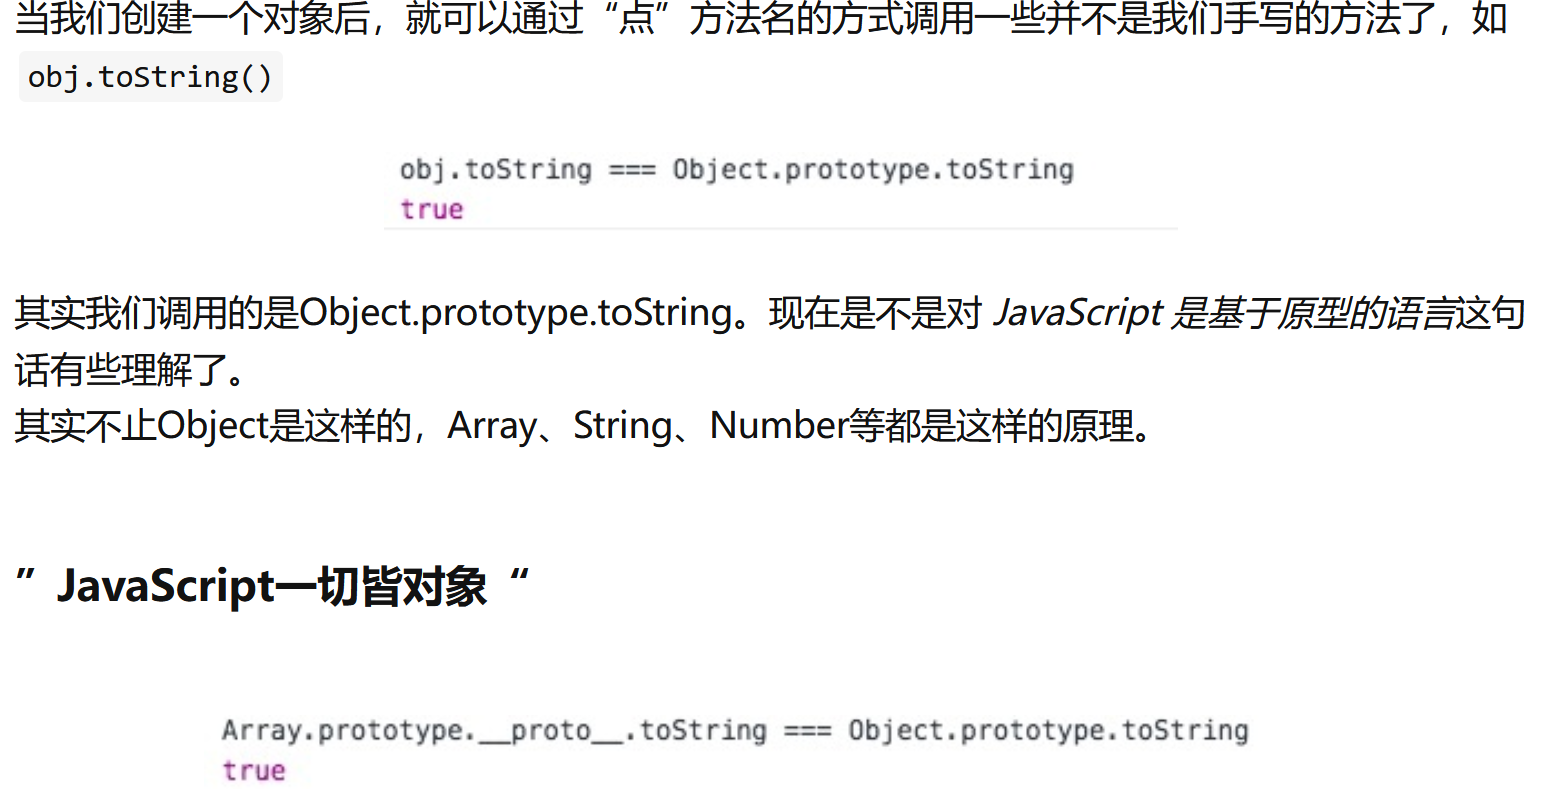 当我们创建一个对象后，就可以通过“点”方法名的方式调用一些并不是我们手写的方法了，如
obj.toString()
obj.toString === Object.prototype.toString
true
其实我们调用的是Object.prototype.toString。现在是不是对 JavaScript 是基于原型的语言这句
话有些理解了。
其实不止Object是这样的，Array、String、Number等都是这样的原理。
”JavaScript一切皆对象“
Array.prototype.__proto__.toString === Object.prototype.toString
true